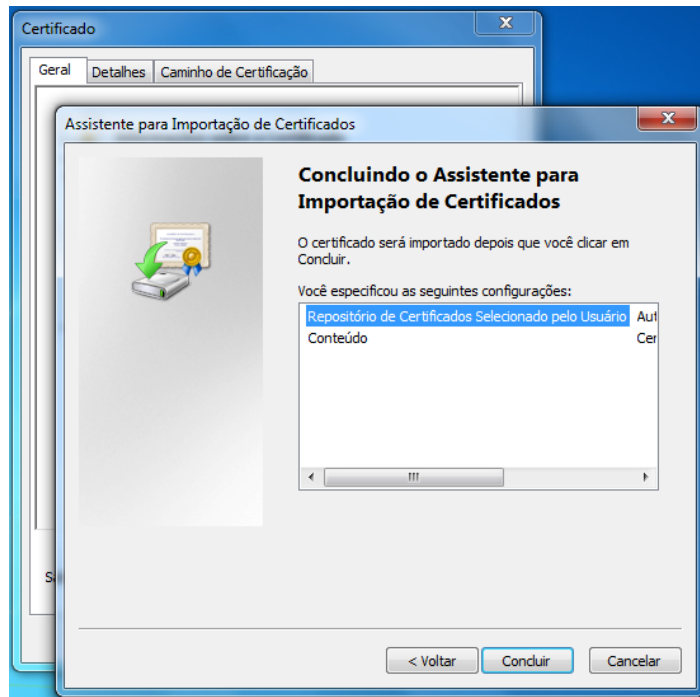 Certificado
Geral Detalhes Caminho de Certificação
Assistente para Importação de Certificados
Concluindo o Assistente para
Importação de Certificados
O certificado será importado depois que você clicar em
Concluir.
Você especificou as seguintes configurações:
Repositório de Certificados Selecionado pelo Usuário Aut
Conteúdo Cer
< Voltar Concluir Cancelar